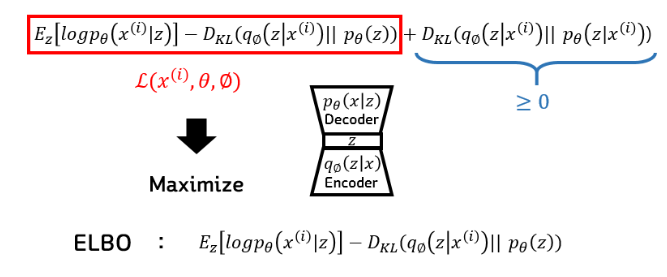 E_z[logp_θ(x^(i)|z)] − D_KL(q_∅(z|x^(i))|| p_θ(z)) + D_KL(q_∅(z|x^(i))|| p_θ(z|x^(i)))
ℒ(x^(i), θ, ∅)
≥ 0
p_θ(x|z)
Decoder
z
q_∅(z|x)
Encoder
Maximize
ELBO : E_z[logp_θ(x^(i)|z)] − D_KL(q_∅(z|x^(i))|| p_θ(z))